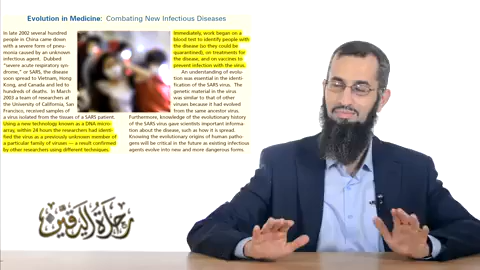 Evolution in Medicine: Combating New Infectious Diseases
In late 2002 several hundred
people in China came down
with a severe form of pneu-
monia caused by an unknown
infectious agent. Dubbed
"severe acute respiratory syn-
drome," or SARS, the disease
soon spread to Vietnam, Hong
Kong, and Canada and led to
hundreds of deaths. In March
2003 a team of researchers at
the University of California, San
Francisco, received samples of
a virus isolated from the tissues of a SARS patient.
Using a new technology known as a DNA micro-
array, within 24 hours the researchers had identi-
fied the virus as a previously unknown member of
a particular family of viruses — a result confirmed
by other researchers using different techniques.
Immediately, work began on a
blood test to identify people with
the disease (so they could be
quarantined), on treatments for
the disease, and on vaccines to
prevent infection with the virus.
An understanding of evolu-
tion was essential in the identi-
fication of the SARS virus. The
genetic material in the virus
was similar to that of other
viruses because it had evolved
from the same ancestor virus.
Furthermore, knowledge of the evolutionary history
of the SARS virus gave scientists important informa-
tion about the disease, such as how it is spread.
Knowing the evolutionary origins of human patho-
gens will be critical in the future as existing infectious
agents evolve into new and more dangerous forms.
رحلة اليقين